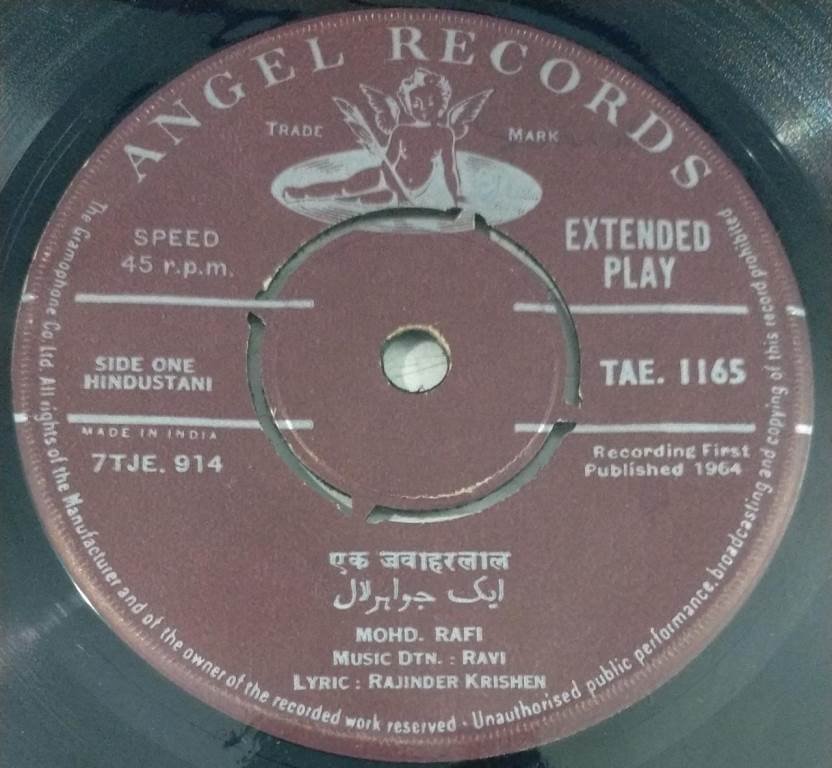 ANGEL RECORDS
TRADE MARK
SPEED
45 r.p.m.
EXTENDED
PLAY
SIDE ONE
HINDUSTANI
TAE. 1165
MADE IN INDIA
7TJE. 914
Recording First
Published 1964
एक जवाहरलाल
ایک جواہرلال
MOHD. RAFI
MUSIC DTN. : RAVI
LYRIC : RAJINDER KRISHEN
The Gramophone Co. Ltd. All rights of the Manufacturer and of the owner of the recorded work reserved · Unauthorised public performance, broadcasting and copying of this record prohibited